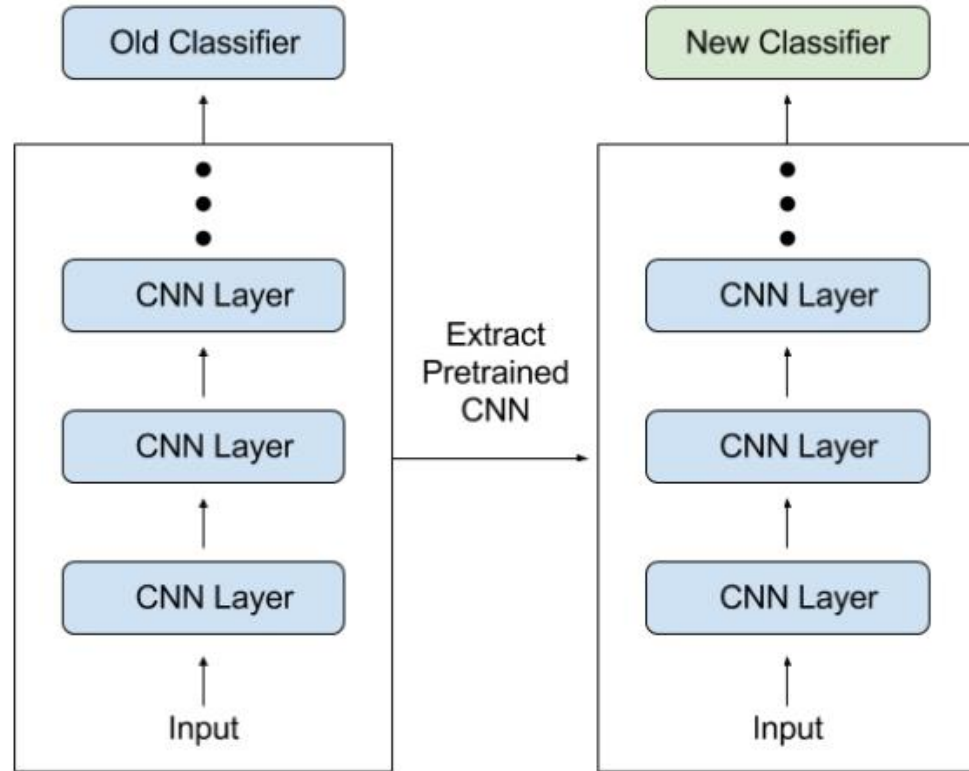 Old Classifier
CNN Layer
CNN Layer
CNN Layer
Input
Extract
Pretrained
CNN
New Classifier
CNN Layer
CNN Layer
CNN Layer
Input